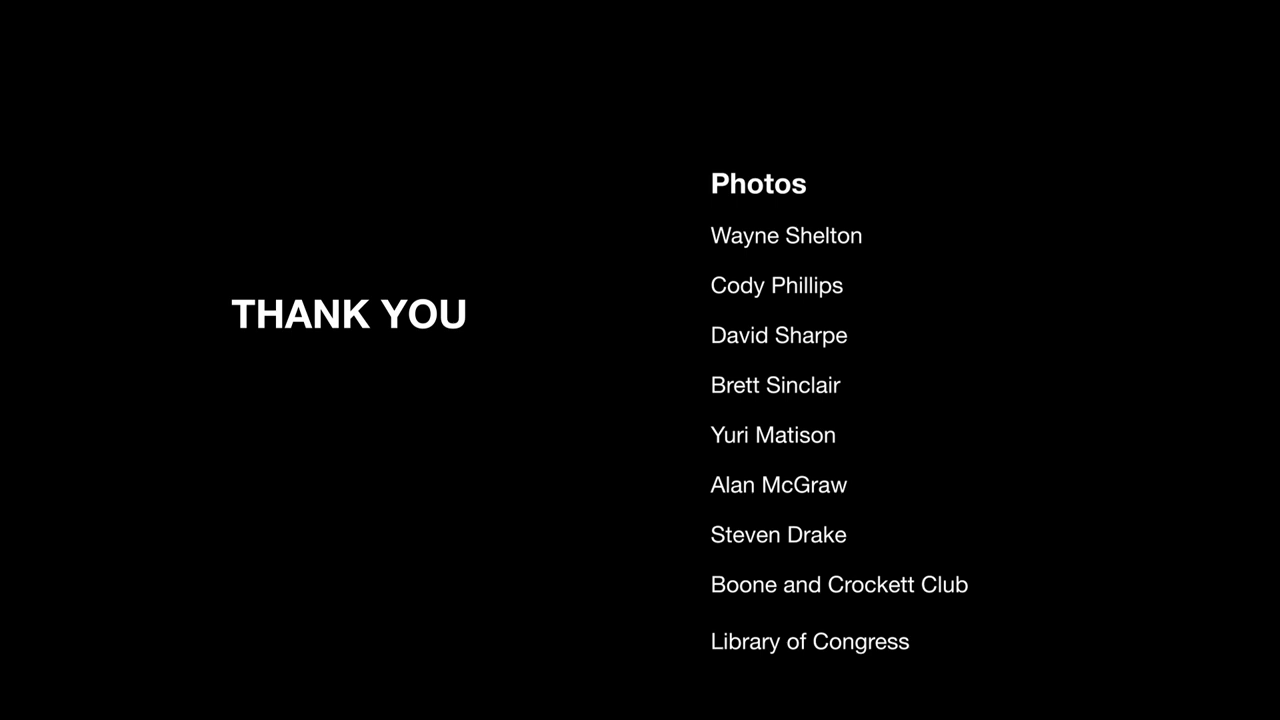 THANK YOU
Photos
Wayne Shelton
Cody Phillips
David Sharpe
Brett Sinclair
Yuri Matison
Alan McGraw
Steven Drake
Boone and Crockett Club
Library of Congress